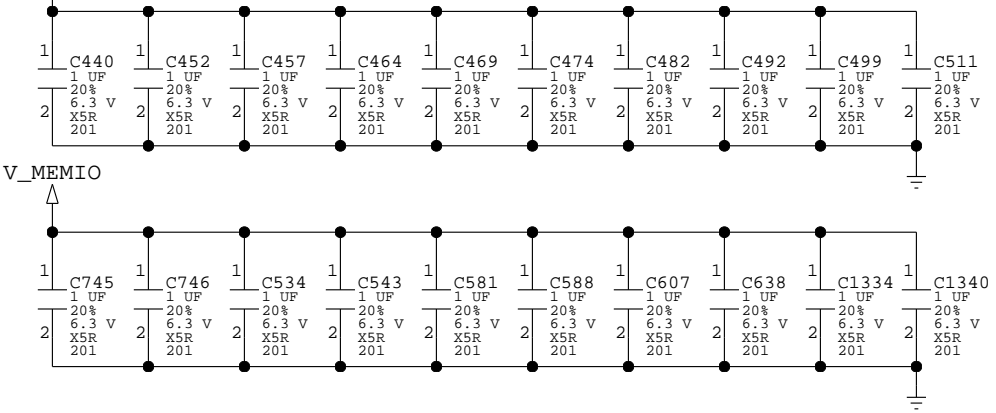 1 1 1 1 1 1 1 1 1 1
C440 C452 C457 C464 C469 C474 C482 C492 C499 C511
1 UF 1 UF 1 UF 1 UF 1 UF 1 UF 1 UF 1 UF 1 UF 1 UF
20% 20% 20% 20% 20% 20% 20% 20% 20% 20%
2 6.3 V 2 6.3 V 2 6.3 V 2 6.3 V 2 6.3 V 2 6.3 V 2 6.3 V 2 6.3 V 2 6.3 V 2 6.3 V
X5R X5R X5R X5R X5R X5R X5R X5R X5R X5R
201 201 201 201 201 201 201 201 201 201
V_MEMIO
1 1 1 1 1 1 1 1 1 1
C745 C746 C534 C543 C581 C588 C607 C638 C1334 C1340
1 UF 1 UF 1 UF 1 UF 1 UF 1 UF 1 UF 1 UF 1 UF 1 UF
20% 20% 20% 20% 20% 20% 20% 20% 20% 20%
2 6.3 V 2 6.3 V 2 6.3 V 2 6.3 V 2 6.3 V 2 6.3 V 2 6.3 V 2 6.3 V 2 6.3 V 2 6.3 V
X5R X5R X5R X5R X5R X5R X5R X5R X5R X5R
201 201 201 201 201 201 201 201 201 201